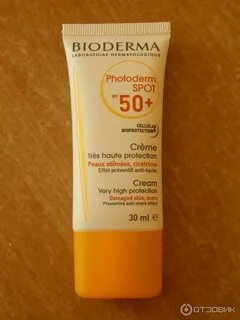 BIODERMA
LABORATOIRE DERMATOLOGIQUE
Photoderm
SPOT
SPF 50+
CELLULAR
BIOPROTECTION
Crème
Très haute protection
Peaux abîmées, cicatrices
Effet préventif anti-tache
Cream
Very high protection
Damaged skin, scars
Preventive anti-mark effect
30 ml e
ОТЗОВИК